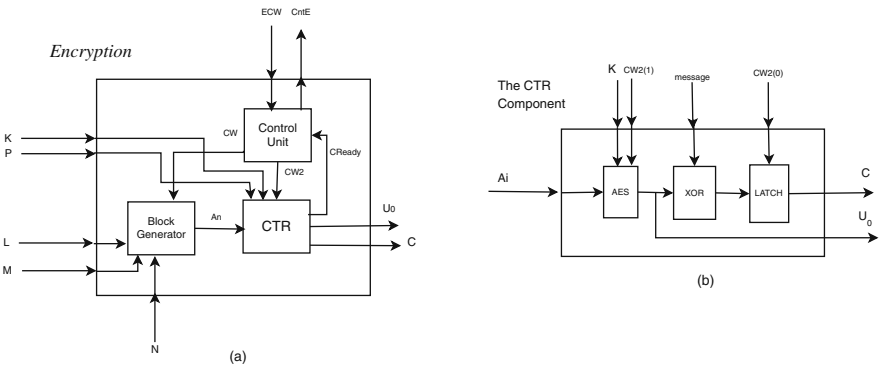 ECW CntE
Encryption
K
P
CW
Control
Unit
CReady
CW2
Block
Generator
An
CTR
U0
C
L
M
N
(a)
The CTR
Component
K CW2(1)
message
CW2(0)
Ai
AES
XOR
LATCH
C
U0
(b)